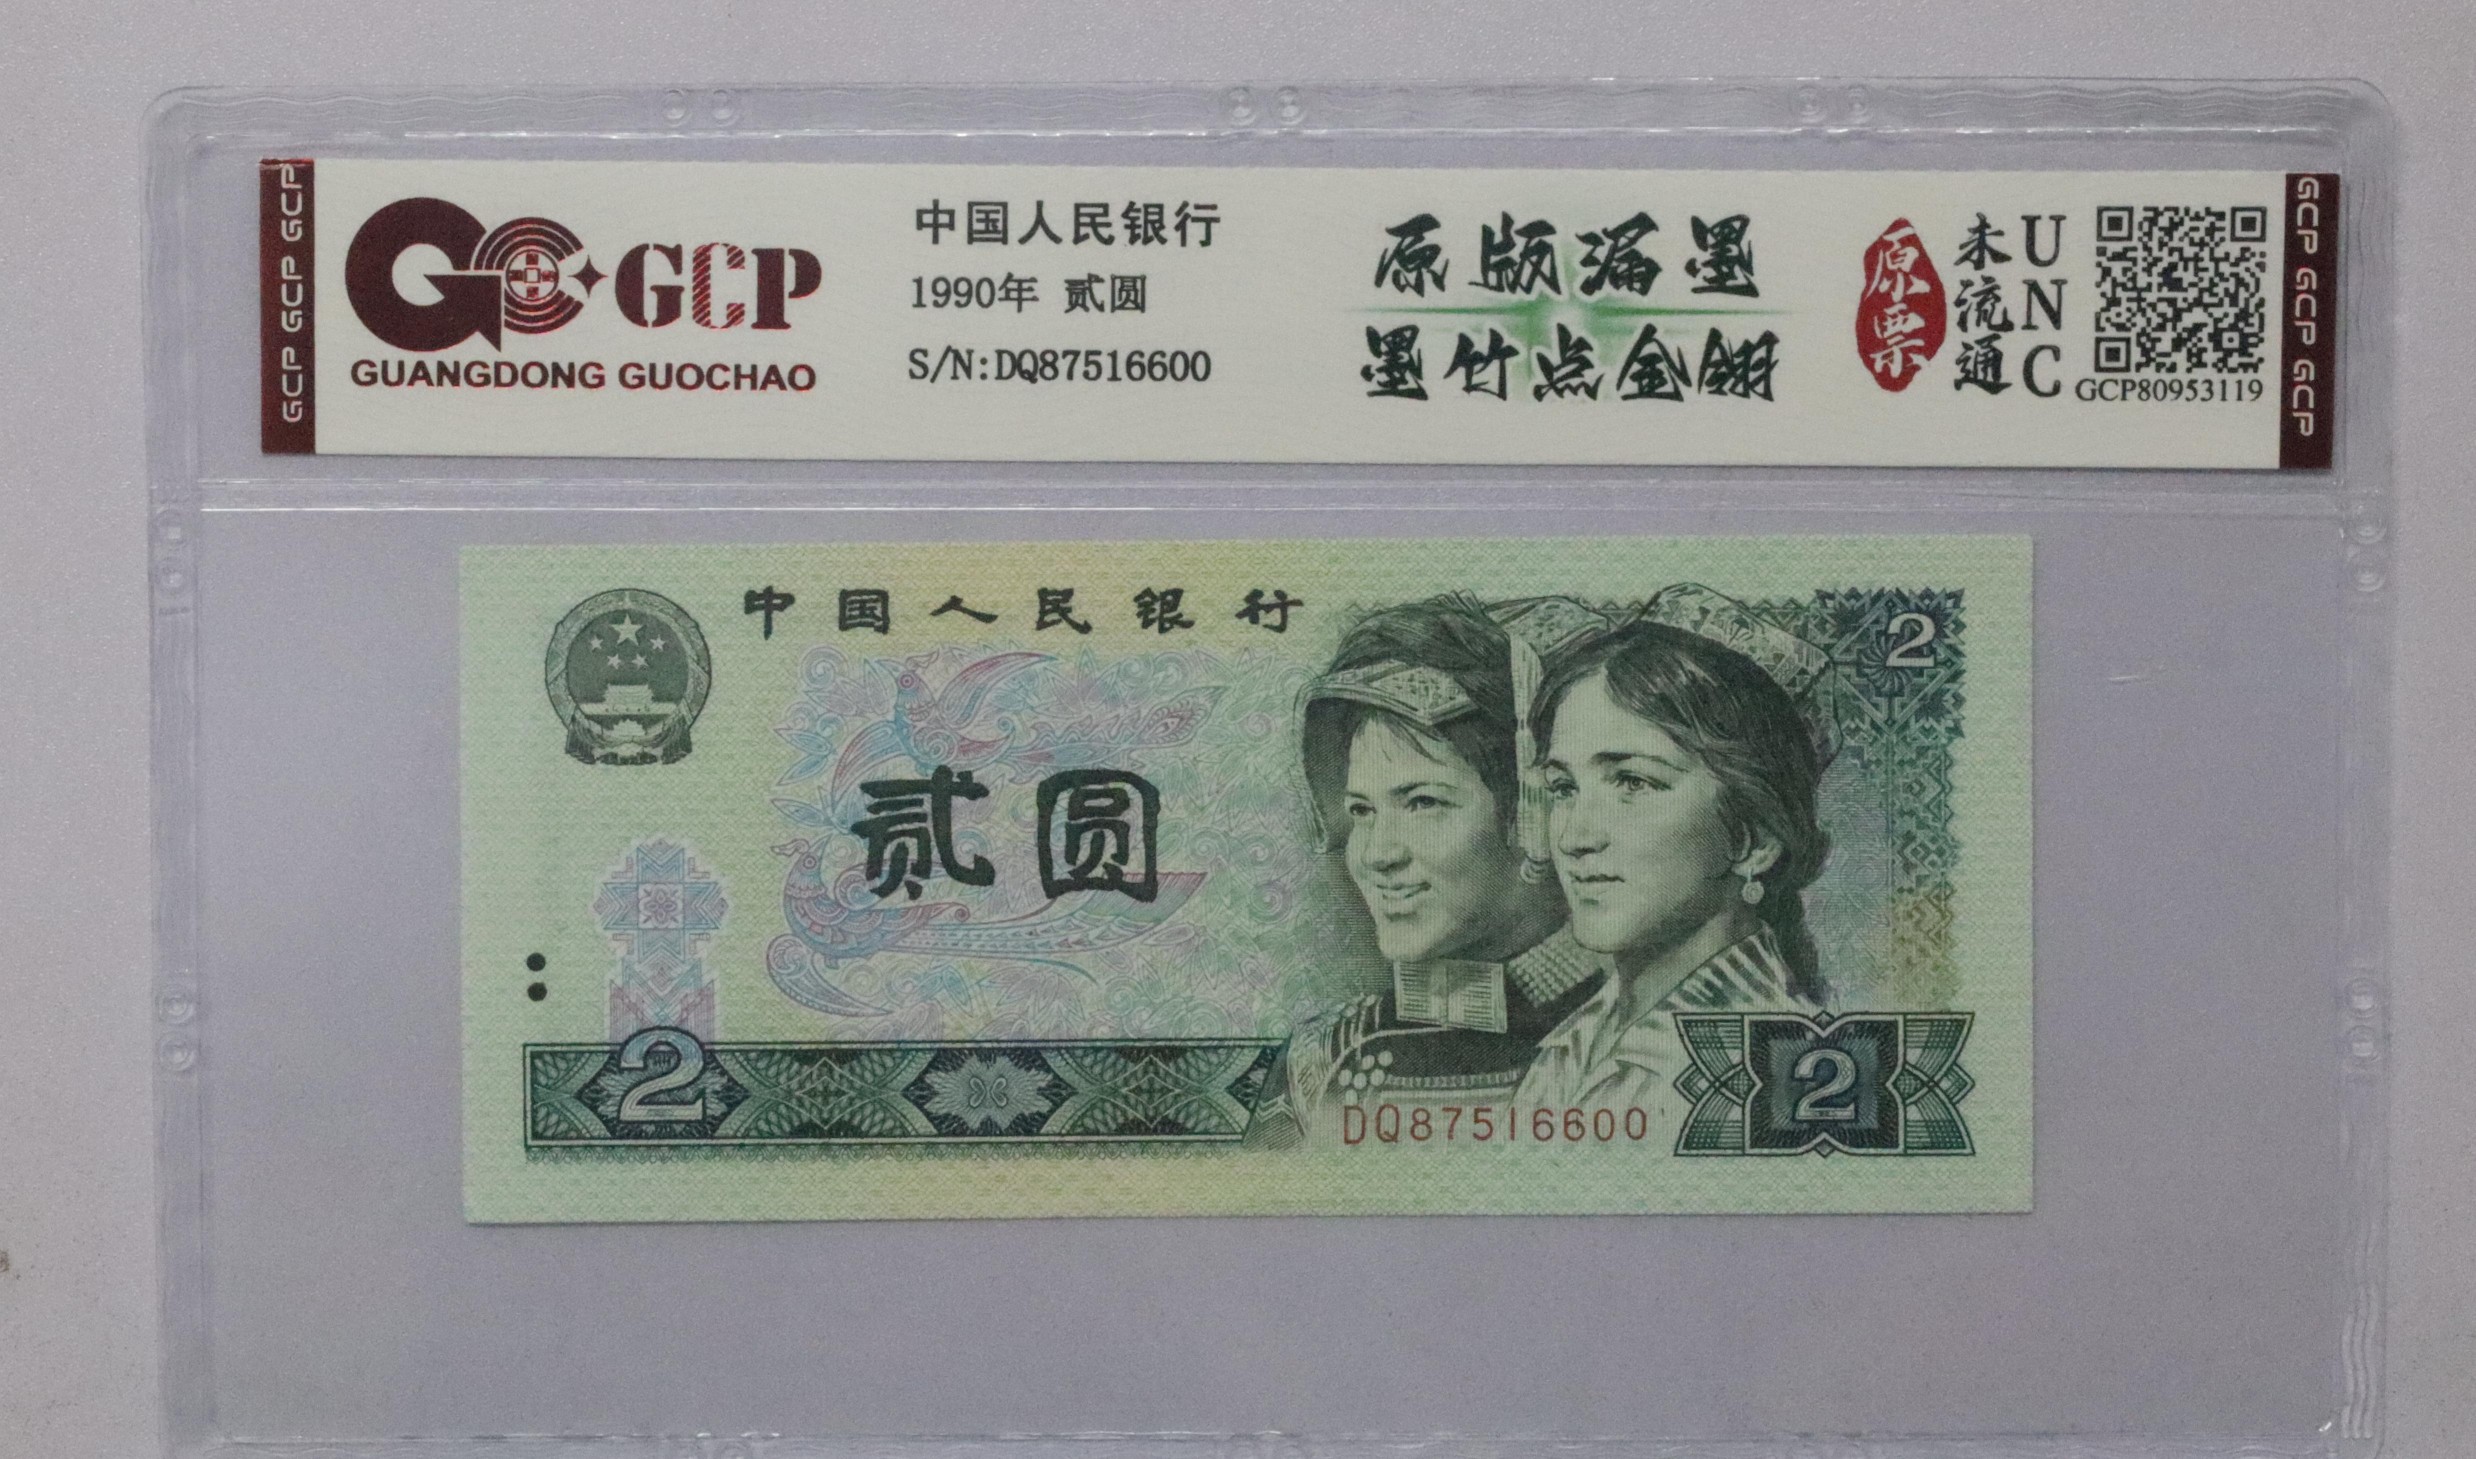 GCP GCP GCP
GCP
GUANGDONG GUOCHAO
中国人民银行
1990年 贰圆
S/N:DQ87516600
原版漏墨
墨竹点金翎
原票
未流通
UNC
GCP80953119
GCP GCP GCP
中国人民银行
2
贰圆
2
DQ87516600
2